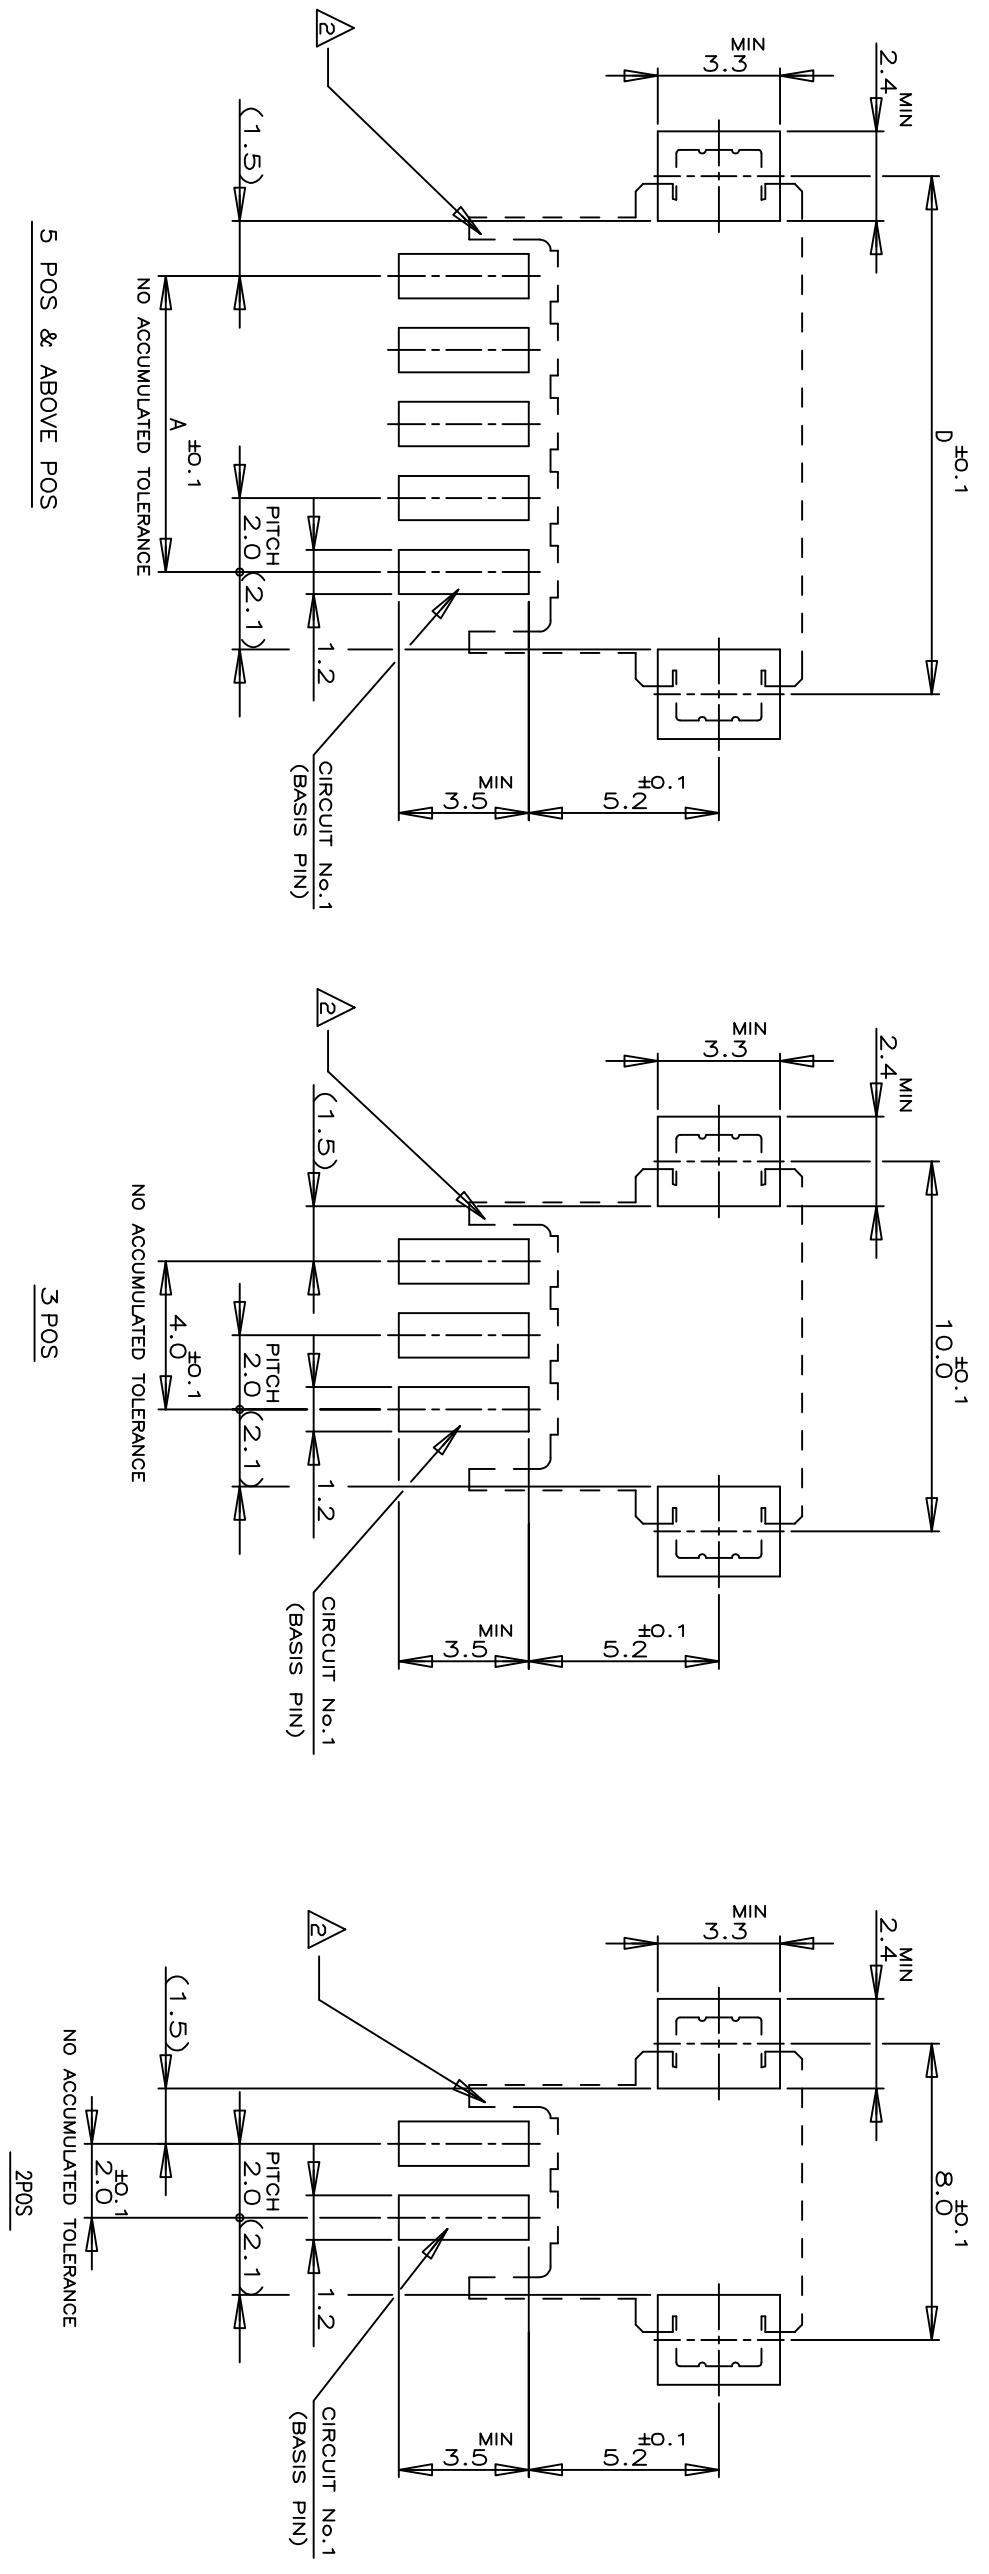 2
2.4 MIN
3.3 MIN
D ±0.1
(1.5)
A ±0.1
NO ACCUMULATED TOLERANCE
PITCH
2.0
(2.1)
1.2
3.5 MIN
5.2 ±0.1
CIRCUIT No.1
(BASIS PIN)
5 POS & ABOVE POS
2
2.4 MIN
3.3 MIN
10.0 ±0.1
(1.5)
4.0 ±0.1
NO ACCUMULATED TOLERANCE
PITCH
2.0
(2.1)
1.2
3.5 MIN
5.2 ±0.1
CIRCUIT No.1
(BASIS PIN)
3 POS
2
2.4 MIN
3.3 MIN
8.0 ±0.1
(1.5)
2.0 ±0.1
NO ACCUMULATED TOLERANCE
PITCH
2.0
(2.1)
1.2
3.5 MIN
5.2 ±0.1
CIRCUIT No.1
(BASIS PIN)
2POS